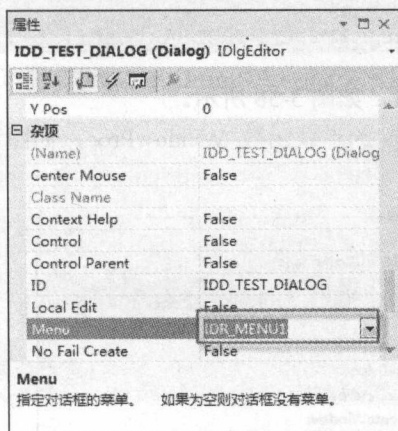 属性
IDD_TEST_DIALOG (Dialog) IDlgEditor
Y Pos 0
杂项
(Name) IDD_TEST_DIALOG (Dialog
Center Mouse False
Class Name
Context Help False
Control False
Control Parent False
ID IDD_TEST_DIALOG
Local Edit False
Menu IDR_MENU1
No Fail Create False
Menu
指定对话框的菜单。 如果为空则对话框没有菜单。